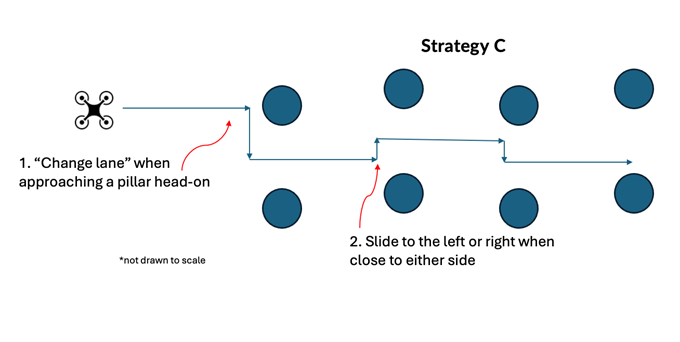 Strategy C
1. “Change lane” when
approaching a pillar head-on
2. Slide to the left or right when
close to either side
*not drawn to scale